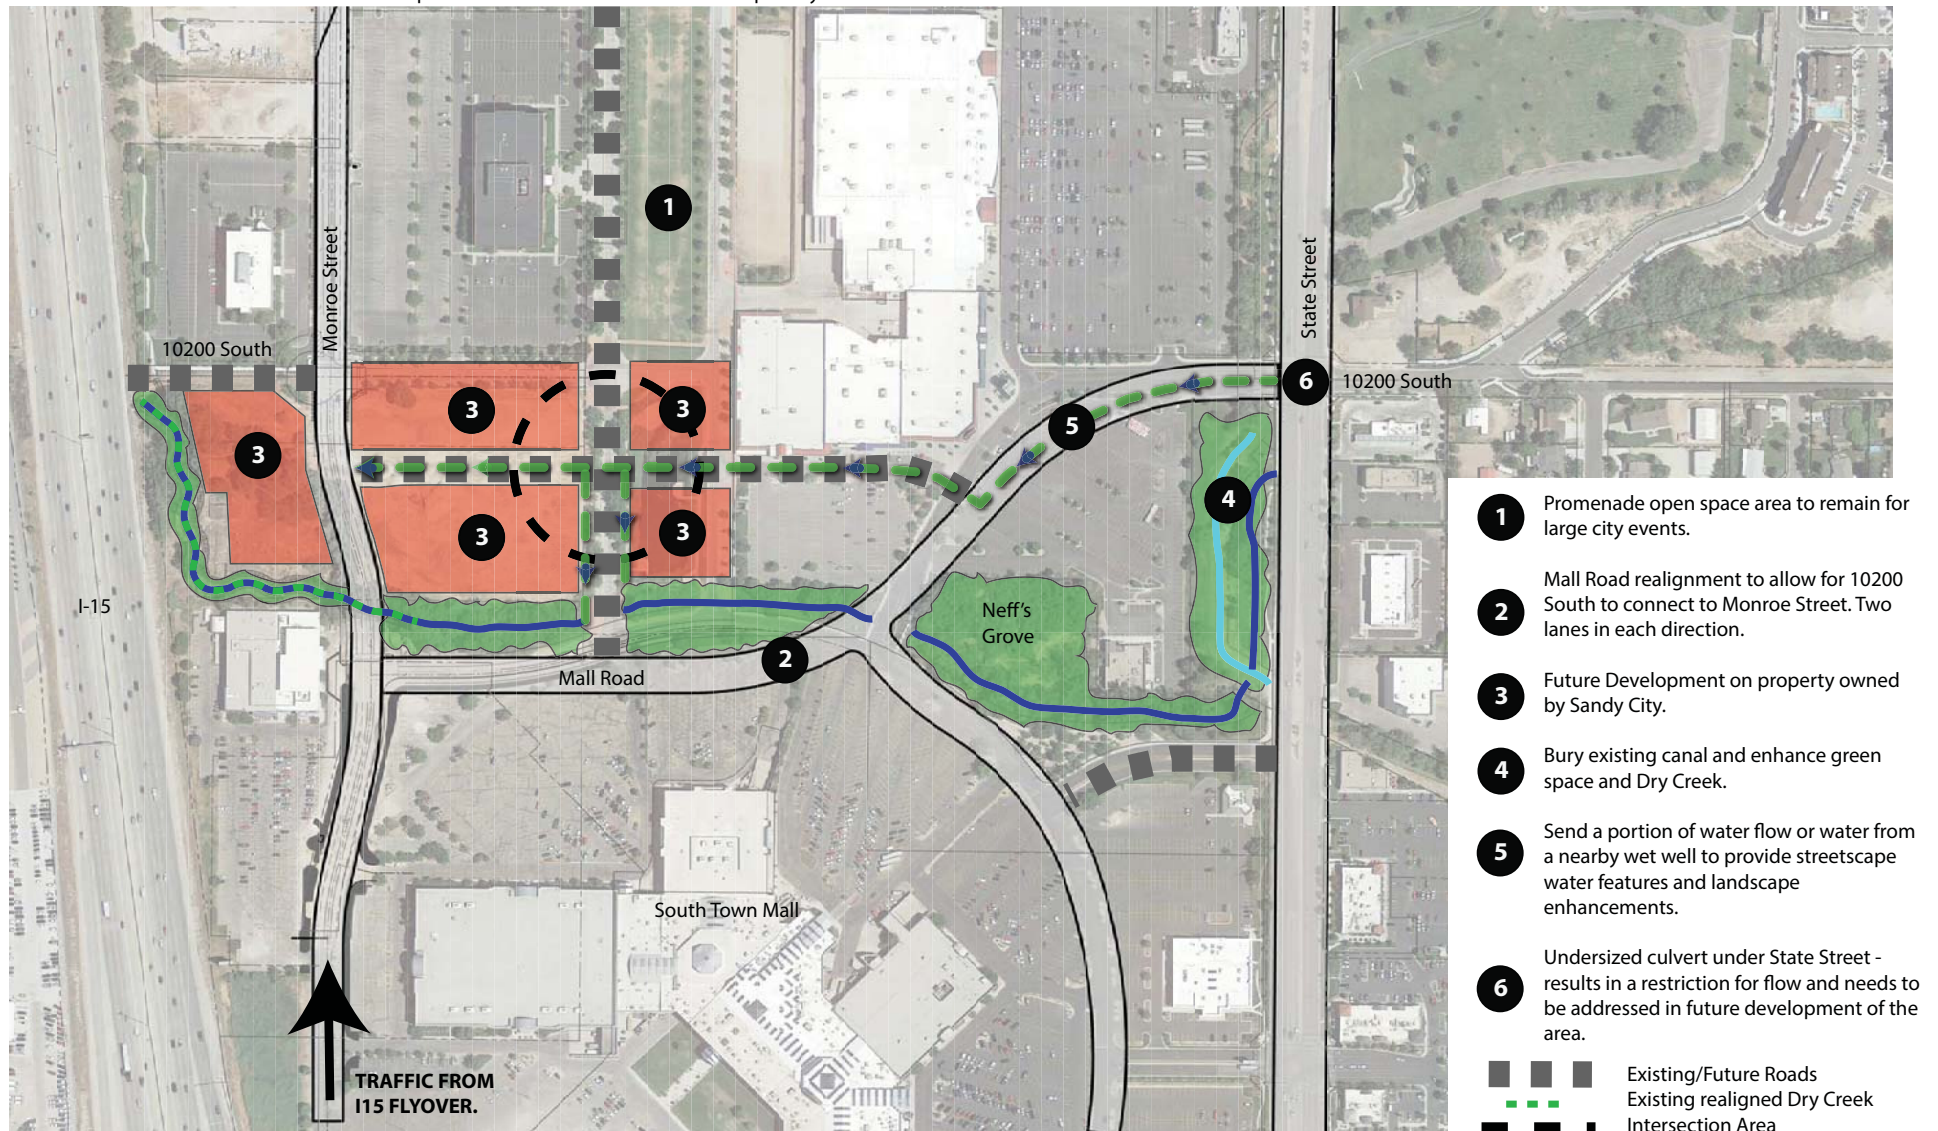 1
Monroe Street
State Street
10200 South
6
10200 South
3
3
3
5
3
4
3
3
I-15
Neff's
Grove
2
Mall Road
South Town Mall
TRAFFIC FROM
I15 FLYOVER.
1
Promenade open space area to remain for
large city events.
2
Mall Road realignment to allow for 10200
South to connect to Monroe Street. Two
lanes in each direction.
3
Future Development on property owned
by Sandy City.
4
Bury existing canal and enhance green
space and Dry Creek.
5
Send a portion of water flow or water from
a nearby wet well to provide streetscape
water features and landscape
enhancements.
6
Undersized culvert under State Street -
results in a restriction for flow and needs to
be addressed in future development of the
area.
Existing/Future Roads
Existing realigned Dry Creek
Intersection Area